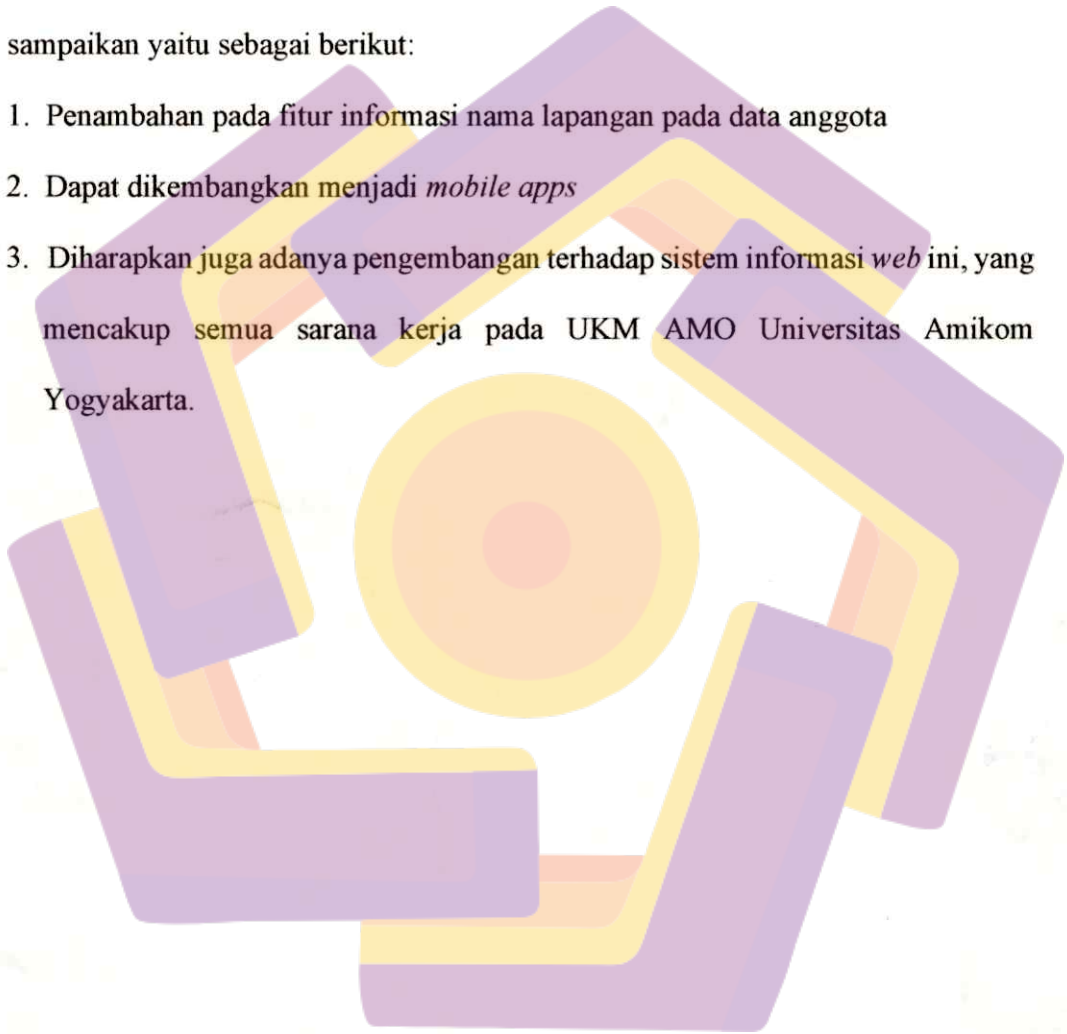 sampaikan yaitu sebagai berikut:
1. Penambahan pada fitur informasi nama lapangan pada data anggota
2. Dapat dikembangkan menjadi mobile apps
3. Diharapkan juga adanya pengembangan terhadap sistem informasi web ini, yang
mencakup semua sarana kerja pada UKM AMO Universitas Amikom
Yogyakarta.